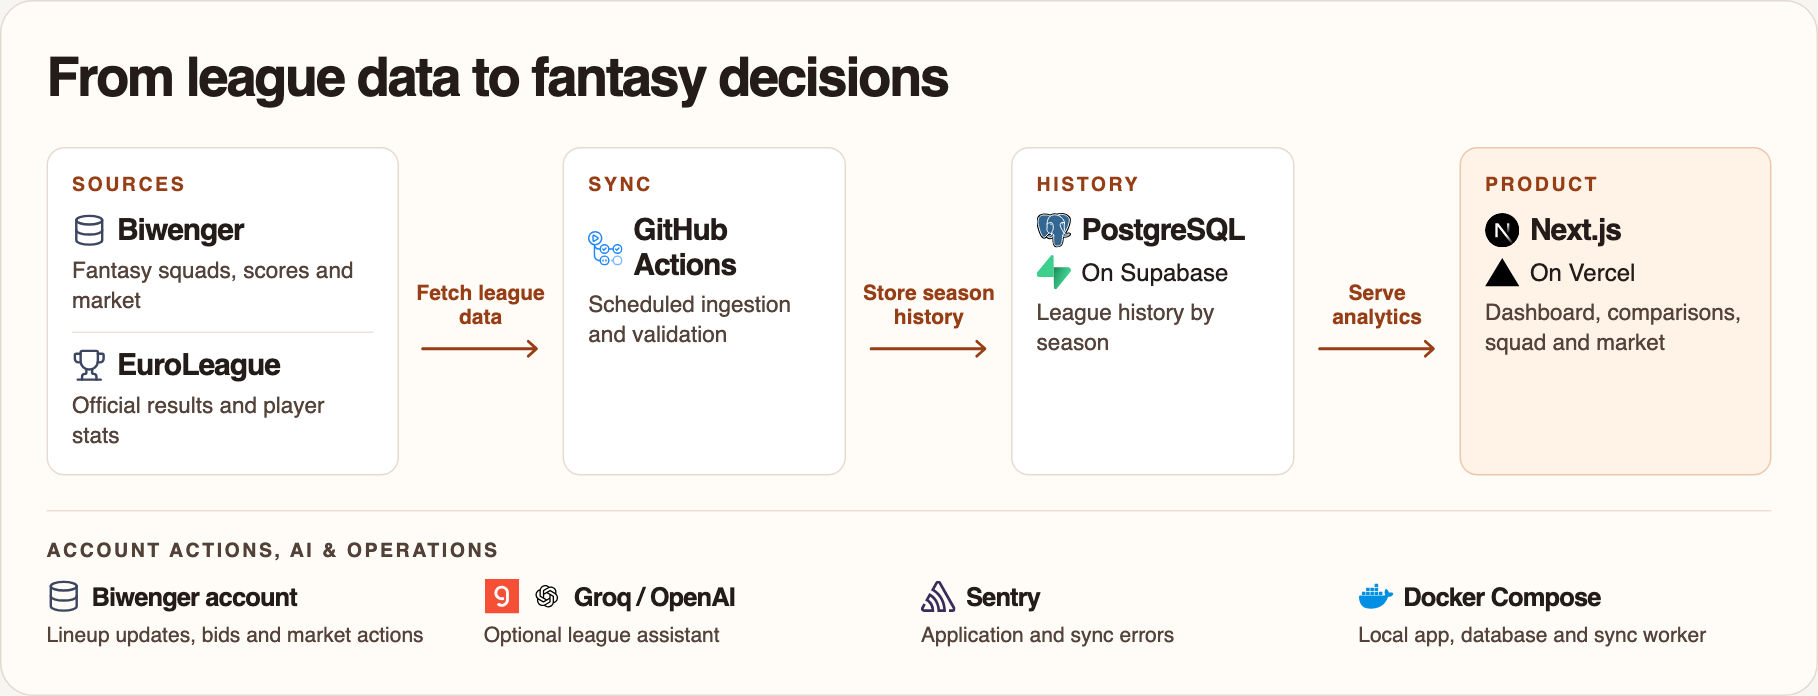 From league data to fantasy decisions
SOURCES
Biwenger
Fantasy squads, scores and
market
EuroLeague
Official results and player
stats
Fetch league
data
SYNC
GitHub
Actions
Scheduled ingestion
and validation
Store season
history
HISTORY
PostgreSQL
On Supabase
League history by
season
Serve
analytics
PRODUCT
Next.js
On Vercel
Dashboard, comparisons,
squad and market
ACCOUNT ACTIONS, AI & OPERATIONS
Biwenger account
Lineup updates, bids and market actions
Groq / OpenAI
Optional league assistant
Sentry
Application and sync errors
Docker Compose
Local app, database and sync worker